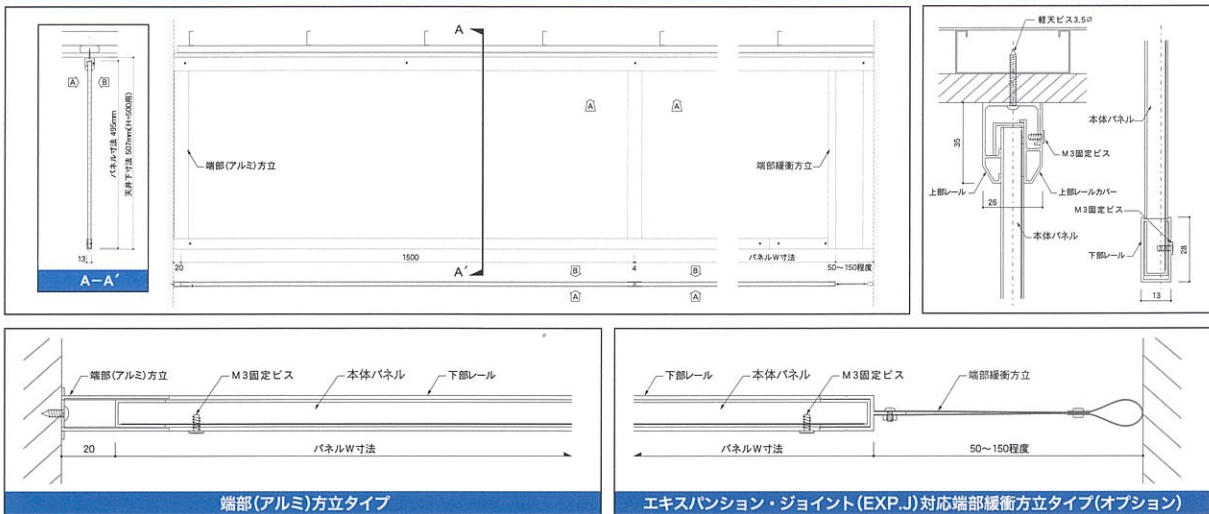 A
B
パネル寸法 495mm
天井下寸法 507mm(H=500用)
13
A-A´
A
A
A
端部(アルミ)方立
端部緩衝方立
20
1500
A´
B
4
B
パネルW寸法
50～150程度
A
A
軽天ビス3.5φ
本体パネル
35
M3固定ビス
上部レール
上部レールカバー
26
本体パネル
M3固定ビス
下部レール
28
13
端部(アルミ)方立
M3固定ビス
本体パネル
下部レール
20
パネルW寸法
端部(アルミ)方立タイプ
下部レール
本体パネル
M3固定ビス
端部緩衝方立
パネルW寸法
50～150程度
エキスパンション・ジョイント(EXP.J)対応端部緩衝方立タイプ(オプション)